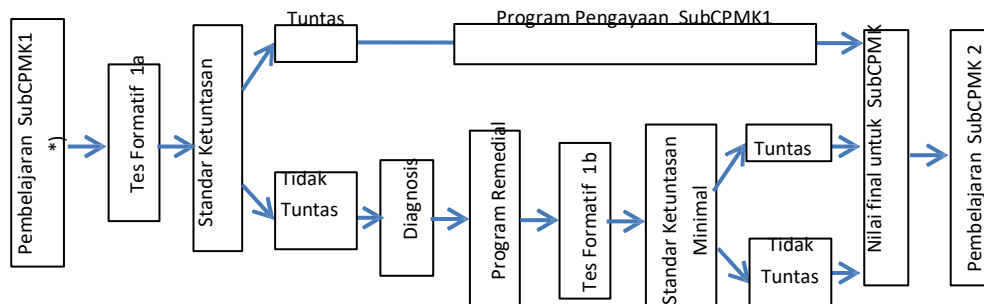 Pembelajaran SubCPMK1
*)
Tes Formatif 1a
Standar Ketuntasan
Tuntas
Program Pengayaan SubCPMK1
Tidak
Tuntas
Diagnosis
Program Remedial
Tes Formatif 1b
Standar Ketuntasan
Minimal
Tuntas
Tidak
Tuntas
Nilai final untuk SubCPMK
Pembelajaran SubCPMK 2